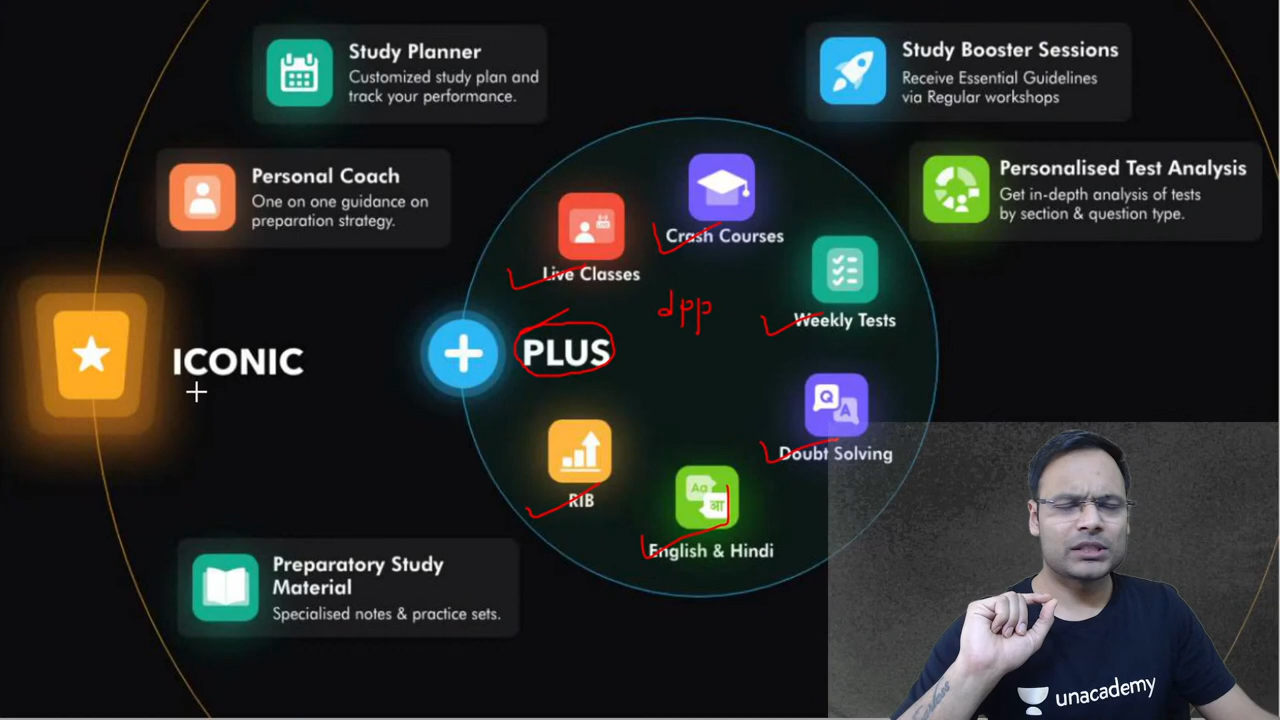 Study Planner
Customized study plan and
track your performance.
Study Booster Sessions
Receive Essential Guidelines
via Regular workshops
Personal Coach
One on one guidance on
preparation strategy.
Personalised Test Analysis
Get in-depth analysis of tests
by section & question type.
Crash Courses
Live Classes
dpp
Weekly Tests
ICONIC
PLUS
Q
A
Doubt Solving
RIB
Aa
आ
English & Hindi
Preparatory Study
Material
Specialised notes & practice sets.
unacademy